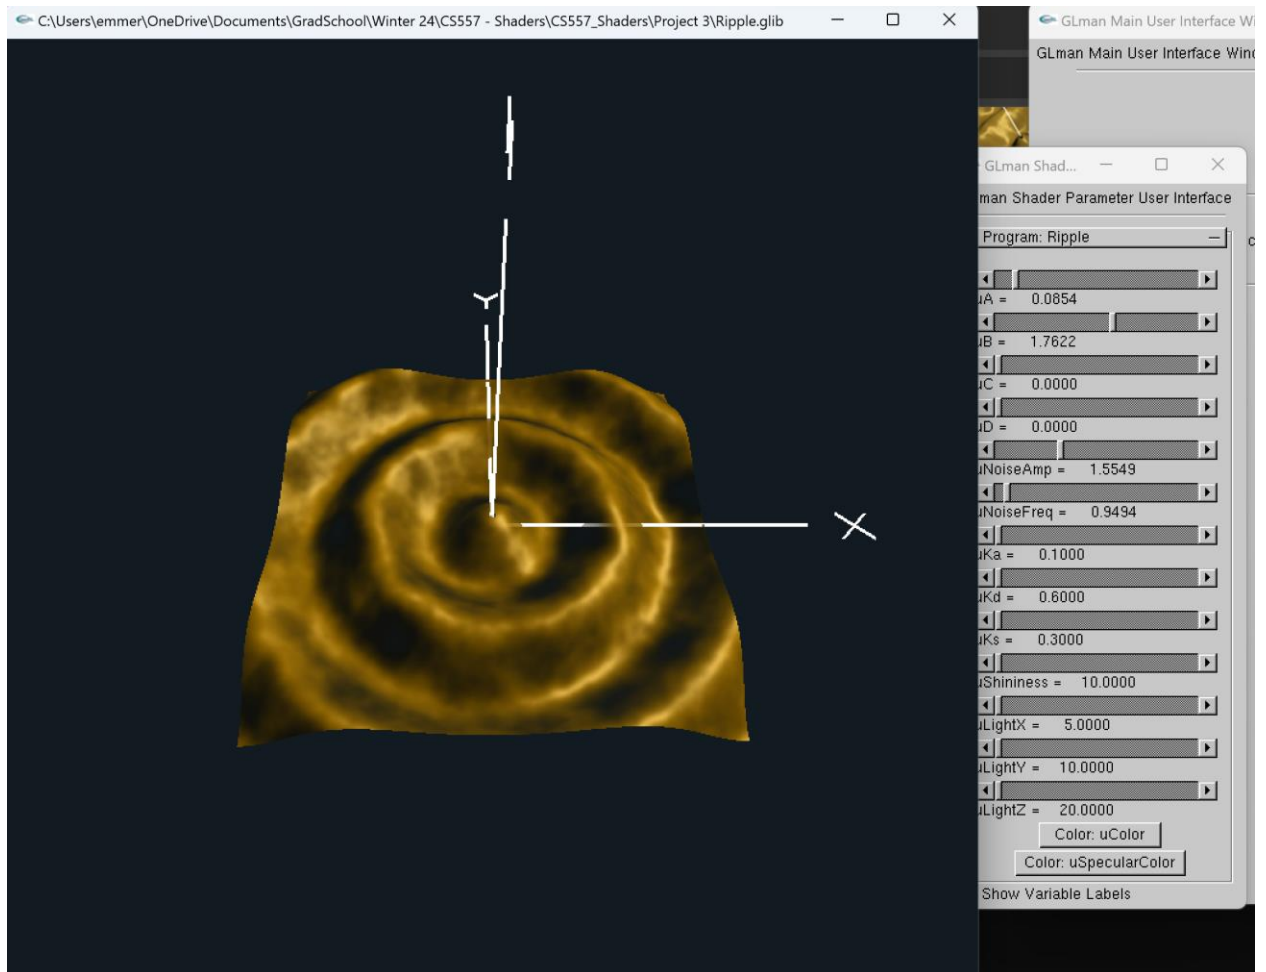 C:\Users\emmer\OneDrive\Documents\GradSchool\Winter 24\CS557 - Shaders\CS557_Shaders\Project 3\Ripple.glib
GLman Main User Interface Wi
GLman Main User Interface Wind
GLman Shad...
man Shader Parameter User Interface
Program: Ripple
uA = 0.0854
uB = 1.7622
uC = 0.0000
uD = 0.0000
uNoiseAmp = 1.5549
uNoiseFreq = 0.9494
uKa = 0.1000
uKd = 0.6000
uKs = 0.3000
uShininess = 10.0000
uLightX = 5.0000
uLightY = 10.0000
uLightZ = 20.0000
Color: uColor
Color: uSpecularColor
Show Variable Labels
Y
X